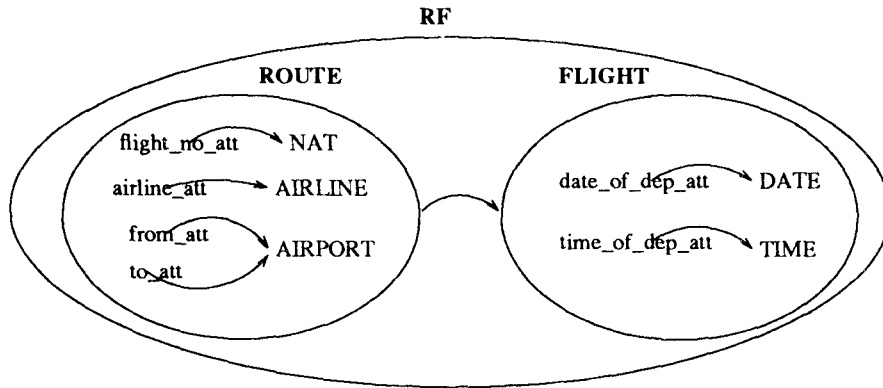 RF
ROUTE
FLIGHT
flight_no_att NAT
airline_att AIRLINE
from_att
AIRPORT
to_att
date_of_dep_att DATE
time_of_dep_att TIME